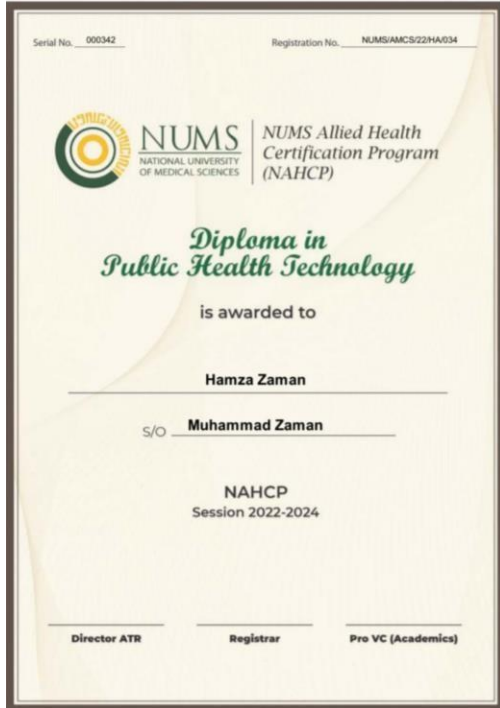 Serial No. 000342
Registration No. NUMS/AMCS/22/HA/034
NUMS
NATIONAL UNIVERSITY
OF MEDICAL SCIENCES
NUMS Allied Health
Certification Program
(NAHCP)
Diploma in
Public Health Technology
is awarded to
Hamza Zaman
S/O Muhammad Zaman
NAHCP
Session 2022-2024
Director ATR
Registrar
Pro VC (Academics)